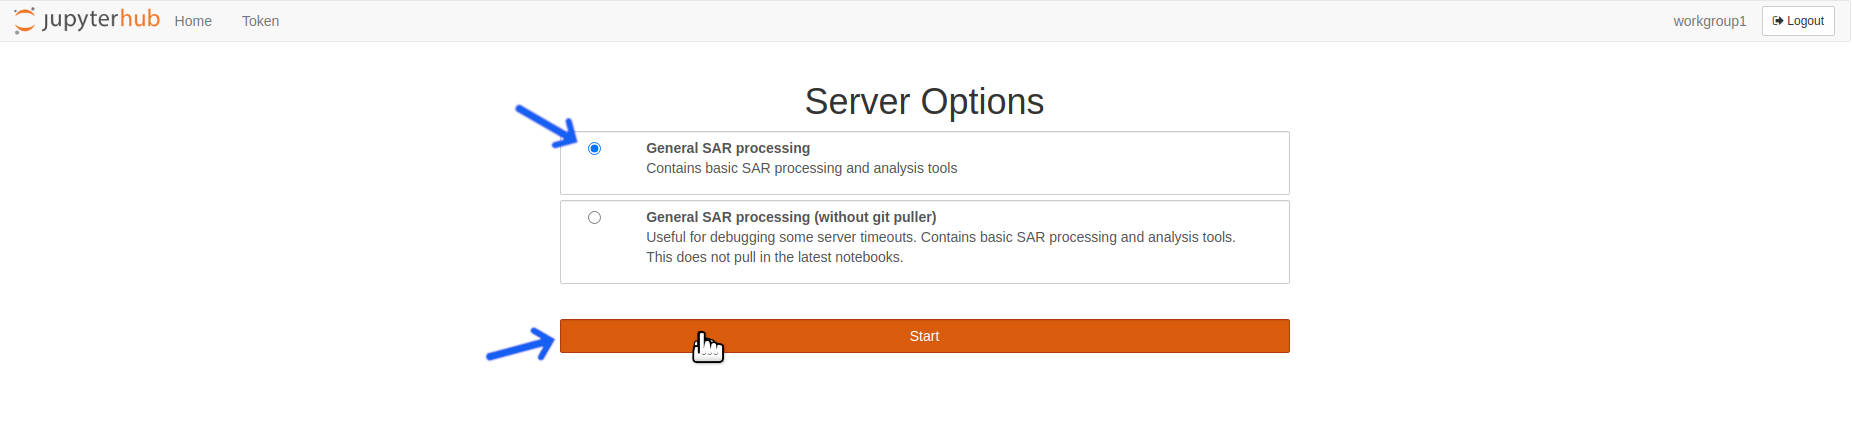 jupyterhub Home Token workgroup1 Logout
Server Options
General SAR processing
Contains basic SAR processing and analysis tools
General SAR processing (without git puller)
Useful for debugging some server timeouts. Contains basic SAR processing and analysis tools.
This does not pull in the latest notebooks.
Start